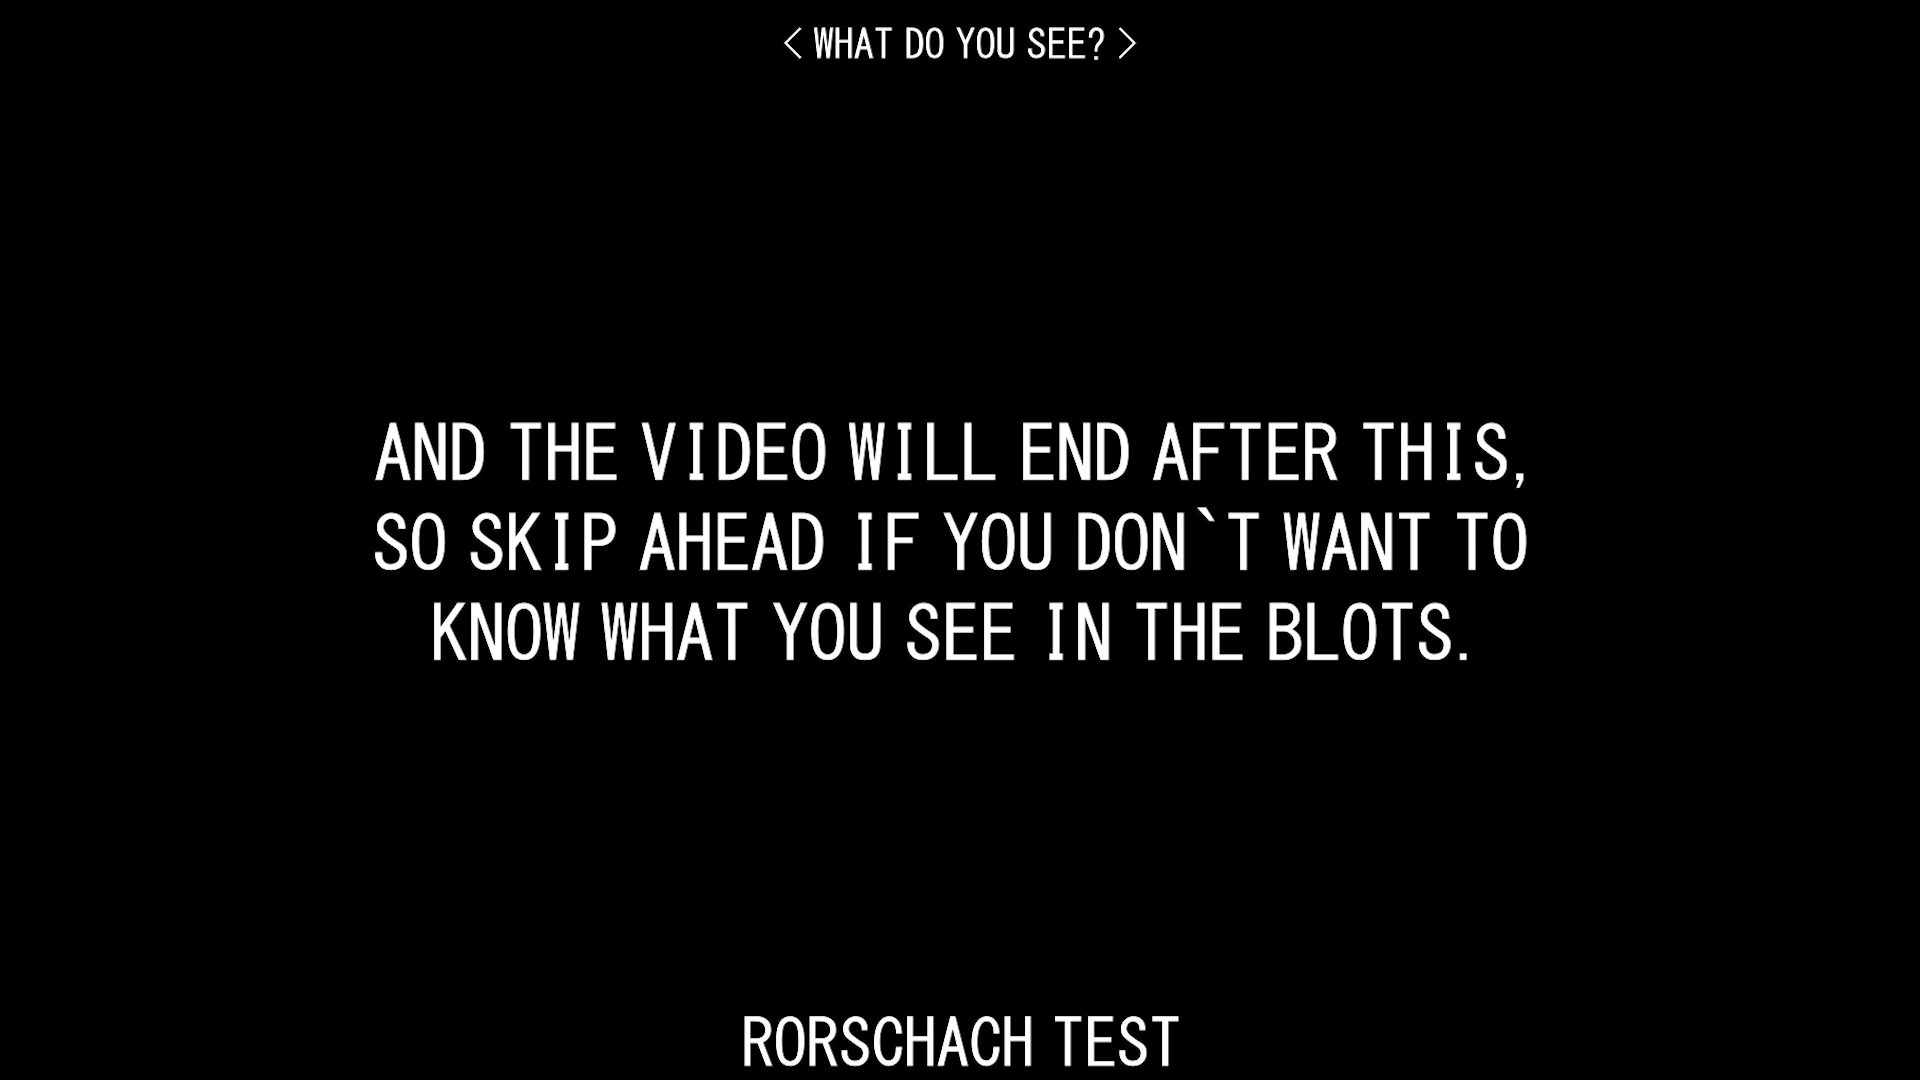 < WHAT DO YOU SEE? >
AND THE VIDEO WILL END AFTER THIS,
SO SKIP AHEAD IF YOU DON`T WANT TO
KNOW WHAT YOU SEE IN THE BLOTS.
RORSCHACH TEST